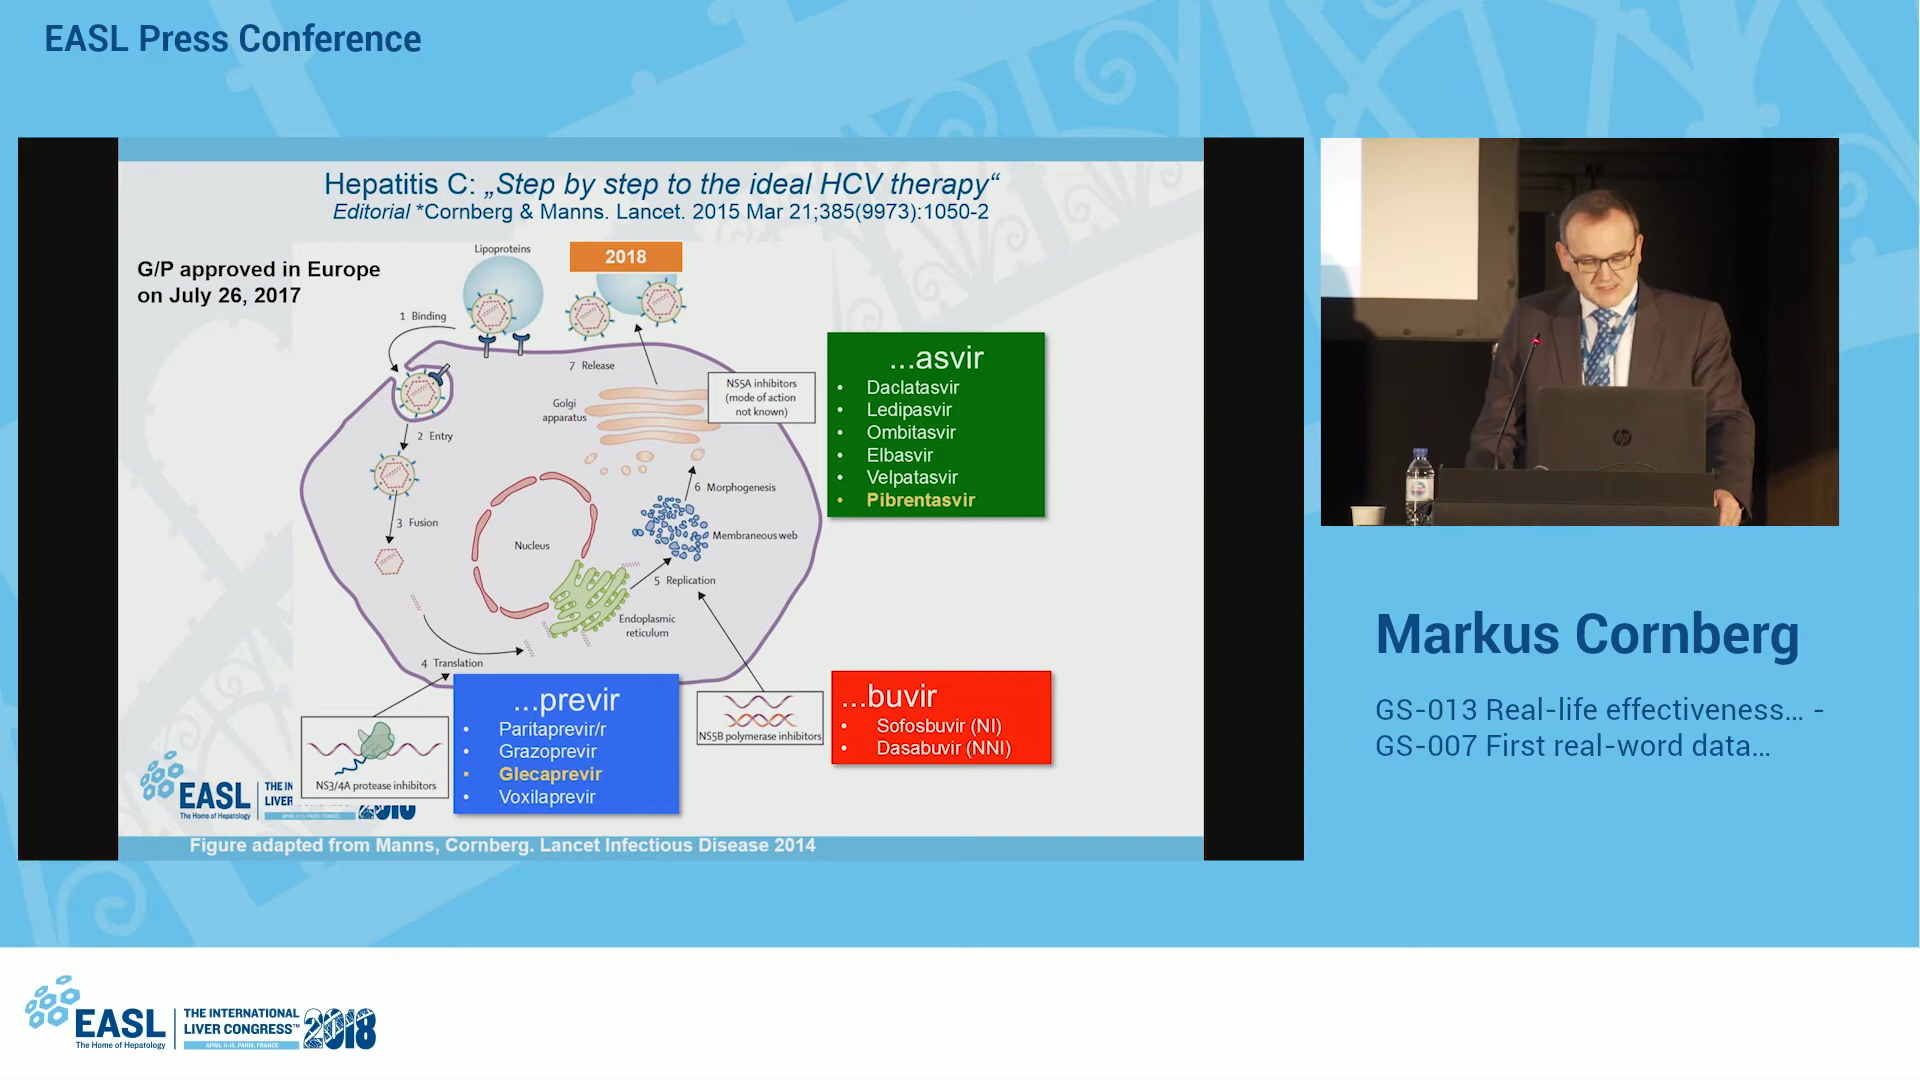 EASL Press Conference
Hepatitis C: „Step by step to the ideal HCV therapy“
Editorial *Cornberg & Manns. Lancet. 2015 Mar 21;385(9973):1050-2
G/P approved in Europe
on July 26, 2017
Lipoproteins
2018
1 Binding
7 Release
NS5A inhibitors
(mode of action
not known)
Golgi
apparatus
2 Entry
6 Morphogenesis
3 Fusion
Nucleus
Membraneous web
5 Replication
Endoplasmic
reticulum
4 Translation
NS3/4A protease inhibitors
NS5B polymerase inhibitors
...asvir
• Daclatasvir
• Ledipasvir
• Ombitasvir
• Elbasvir
• Velpatasvir
• Pibrentasvir
...previr
• Paritaprevir/r
• Grazoprevir
• Glecaprevir
• Voxilaprevir
...buvir
• Sofosbuvir (NI)
• Dasabuvir (NNI)
EASL
The Home of Hepatology
THE IN
LIVER
2018
Figure adapted from Manns, Cornberg. Lancet Infectious Disease 2014
hp
Markus Cornberg
GS-013 Real-life effectiveness... -
GS-007 First real-word data...
EASL
The Home of Hepatology
THE INTERNATIONAL
LIVER CONGRESS™
2018
APRIL 11-15, PARIS, FRANCE